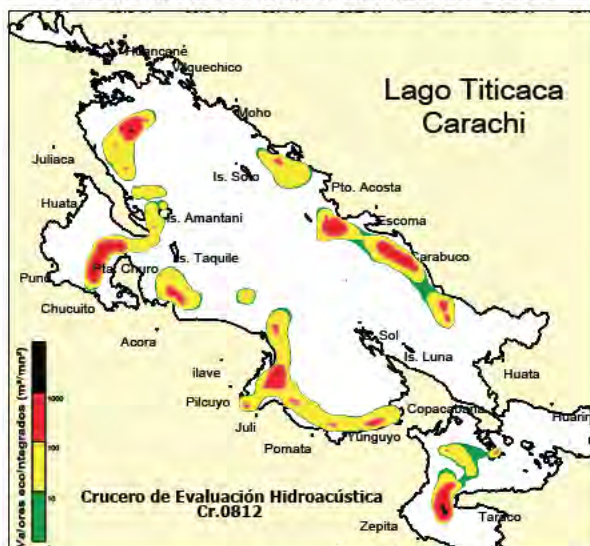 Huancané
Vilquechico
Lago Titicaca
Carachi
Moho
Juliaca
Is. Soto
Pto. Acosta
Huata
Is. Amantani
Escoma
Is. Taquile
Carabuco
Puno
Pta. Churo
Chucuito
Acora
Sol
Is. Luna
ilave
Huata
Pilcuyo
Copacabana
Juli
Yunguyo
Pomata
Valores ecointegrados (m²/mn²)
1000
100
10
Crucero de Evaluación Hidroacústica
Cr.0812
Zepita
Taraco